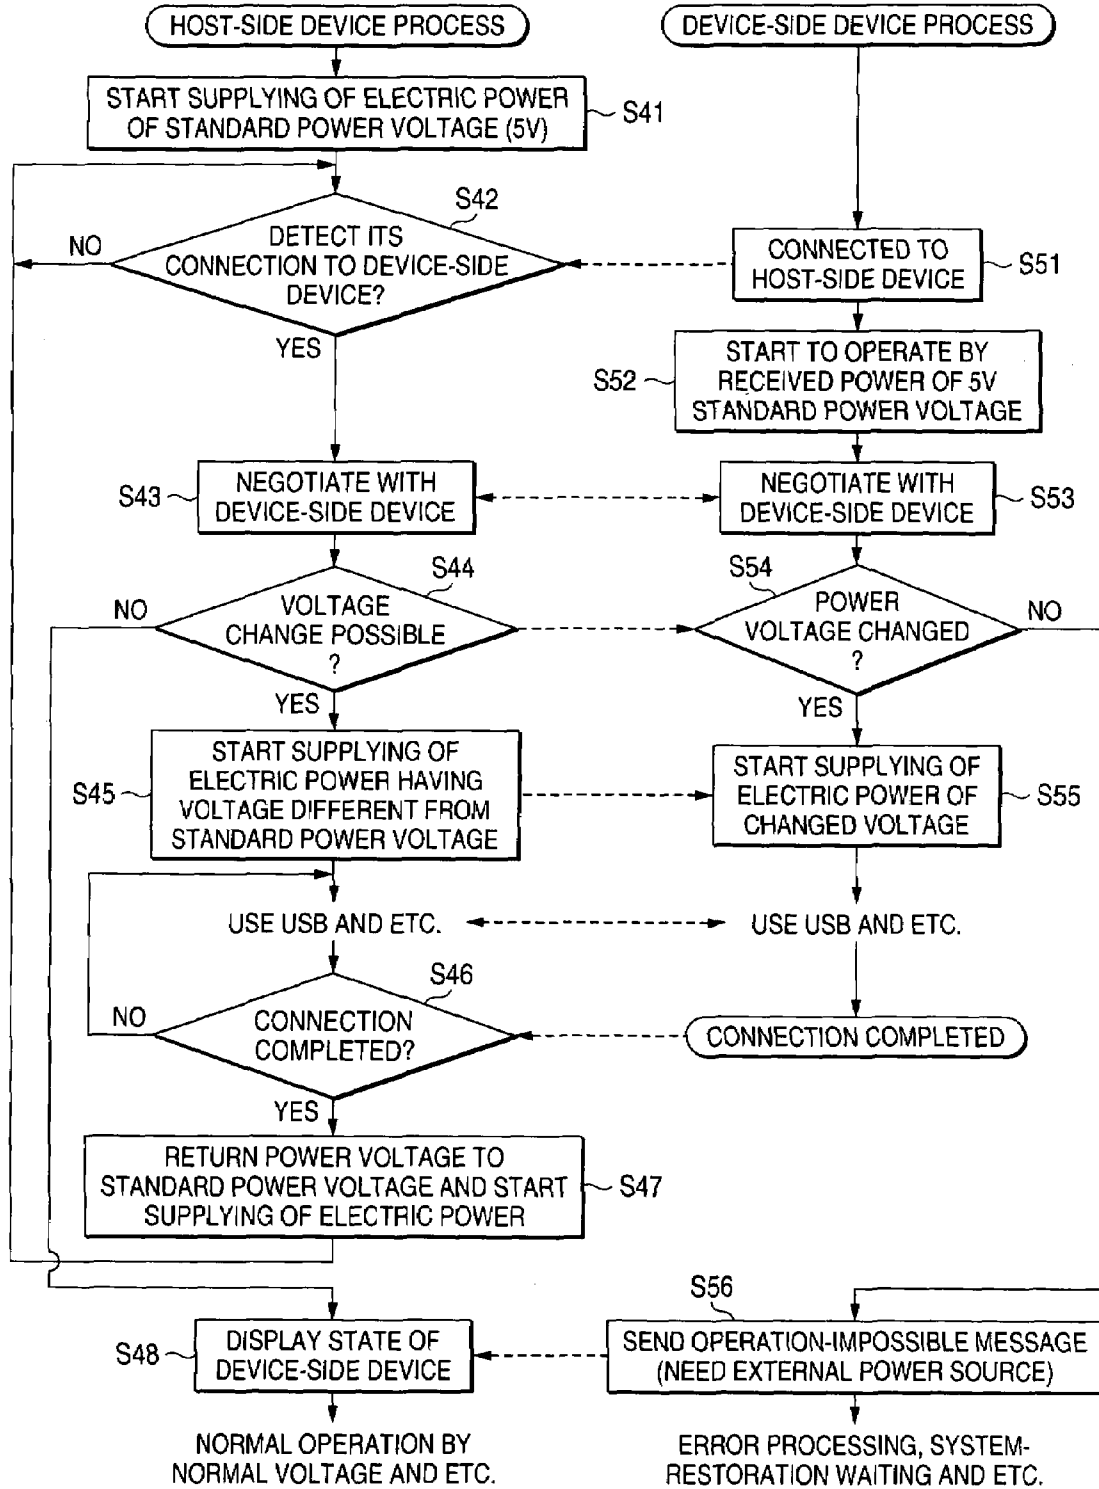 HOST-SIDE DEVICE PROCESS
DEVICE-SIDE DEVICE PROCESS
START SUPPLYING OF ELECTRIC POWER
OF STANDARD POWER VOLTAGE (5V)
S41
S42
NO
DETECT ITS
CONNECTION TO DEVICE-SIDE
DEVICE?
YES
CONNECTED TO
HOST-SIDE DEVICE
S51
S52
START TO OPERATE BY
RECEIVED POWER OF 5V
STANDARD POWER VOLTAGE
S43
NEGOTIATE WITH
DEVICE-SIDE DEVICE
NEGOTIATE WITH
DEVICE-SIDE DEVICE
S53
S44
NO
VOLTAGE
CHANGE POSSIBLE
?
YES
S54
POWER
VOLTAGE CHANGED
?
NO
YES
S45
START SUPPLYING OF
ELECTRIC POWER HAVING
VOLTAGE DIFFERENT FROM
STANDARD POWER VOLTAGE
START SUPPLYING OF
ELECTRIC POWER OF
CHANGED VOLTAGE
S55
USE USB AND ETC.
USE USB AND ETC.
S46
NO
CONNECTION
COMPLETED?
YES
CONNECTION COMPLETED
RETURN POWER VOLTAGE TO
STANDARD POWER VOLTAGE AND START
SUPPLYING OF ELECTRIC POWER
S47
S48
DISPLAY STATE OF
DEVICE-SIDE DEVICE
S56
SEND OPERATION-IMPOSSIBLE MESSAGE
(NEED EXTERNAL POWER SOURCE)
NORMAL OPERATION BY
NORMAL VOLTAGE AND ETC.
ERROR PROCESSING, SYSTEM-
RESTORATION WAITING AND ETC.